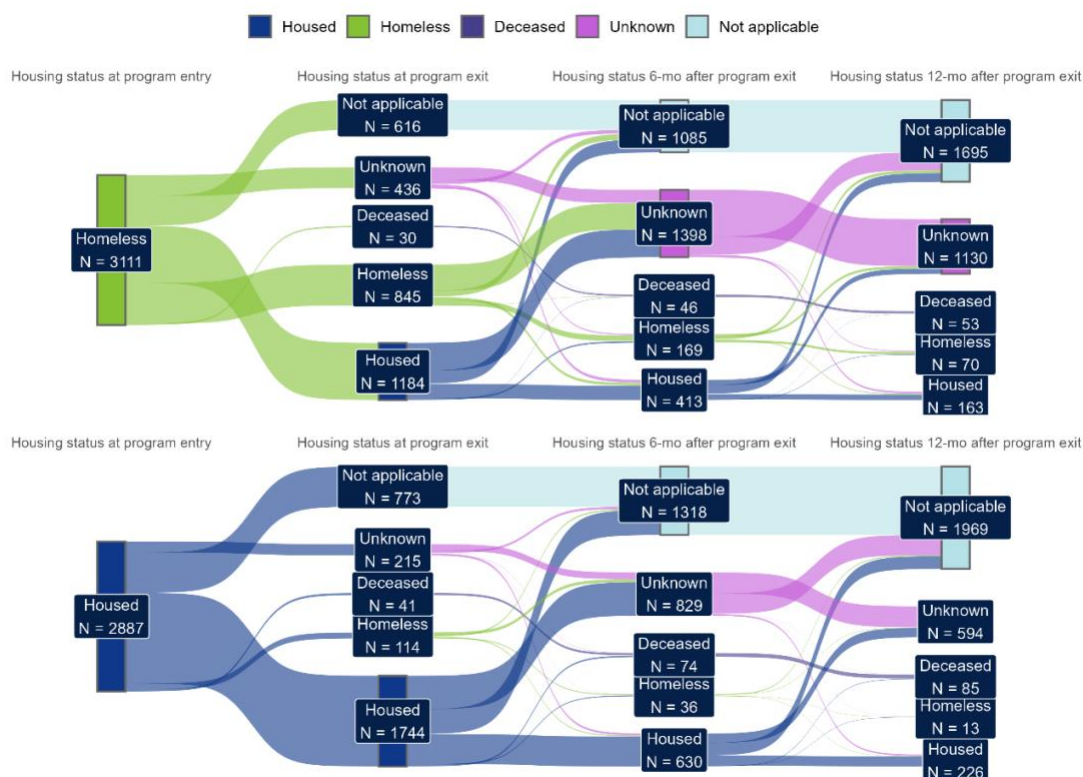 Housed Homeless Deceased Unknown Not applicable
Housing status at program entry Housing status at program exit Housing status 6-mo after program exit Housing status 12-mo after program exit
Homeless
N = 3111
Not applicable
N = 616
Unknown
N = 436
Deceased
N = 30
Homeless
N = 845
Housed
N = 1184
Not applicable
N = 1085
Unknown
N = 1398
Deceased
N = 46
Homeless
N = 169
Housed
N = 413
Not applicable
N = 1695
Unknown
N = 1130
Deceased
N = 53
Homeless
N = 70
Housed
N = 163
Housing status at program entry Housing status at program exit Housing status 6-mo after program exit Housing status 12-mo after program exit
Housed
N = 2887
Not applicable
N = 773
Unknown
N = 215
Deceased
N = 41
Homeless
N = 114
Housed
N = 1744
Not applicable
N = 1318
Unknown
N = 829
Deceased
N = 74
Homeless
N = 36
Housed
N = 630
Not applicable
N = 1969
Unknown
N = 594
Deceased
N = 85
Homeless
N = 13
Housed
N = 226